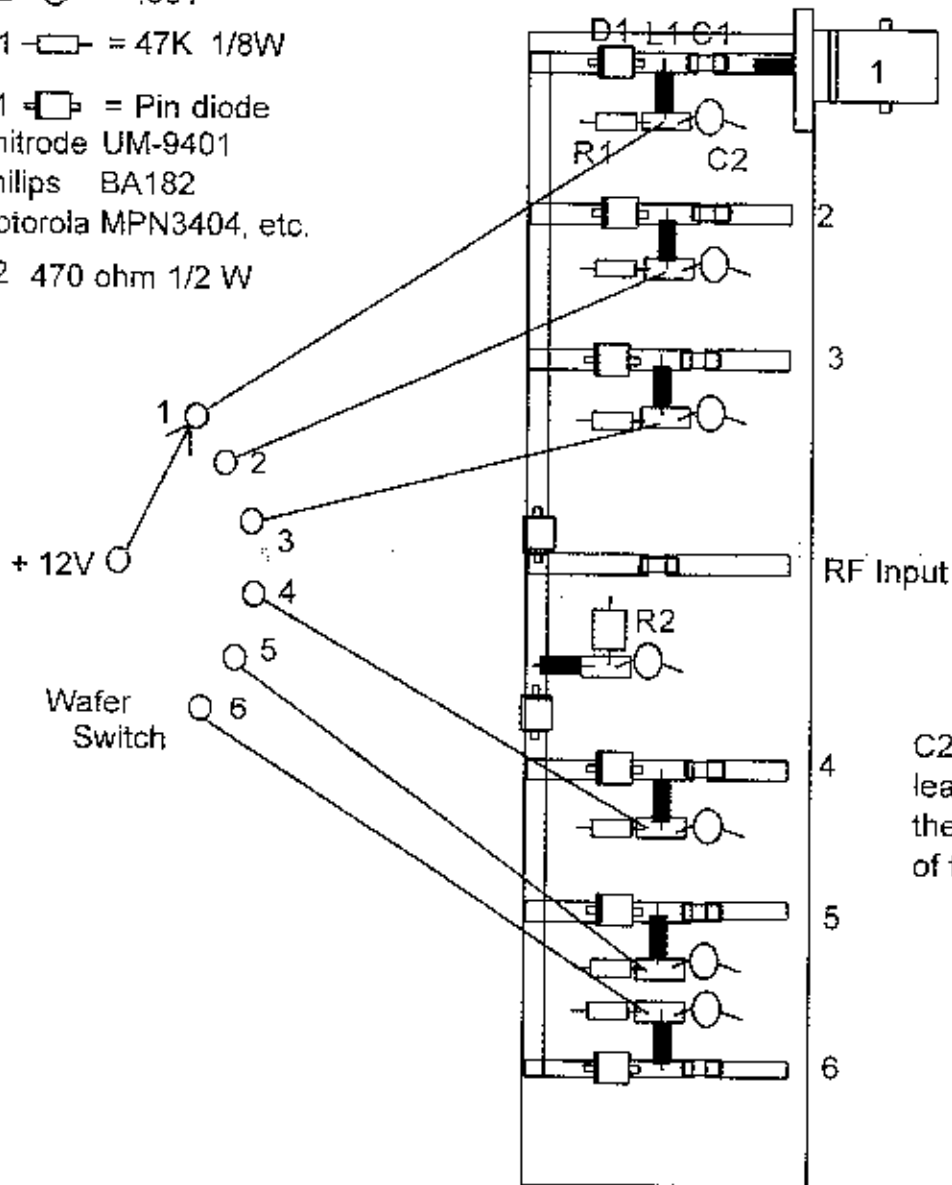 1 = 47K 1/8W
1 = Pin diode
nitrode UM-9401
hilips BA182
otorola MPN3404, etc.
2 470 ohm 1/2 W
D1 L1 C1
1
R1
C2
2
3
1
2
3
+ 12V
4
5
6
Wafer
Switch
RF Input
R2
4
C2
lea
the
of
5
6